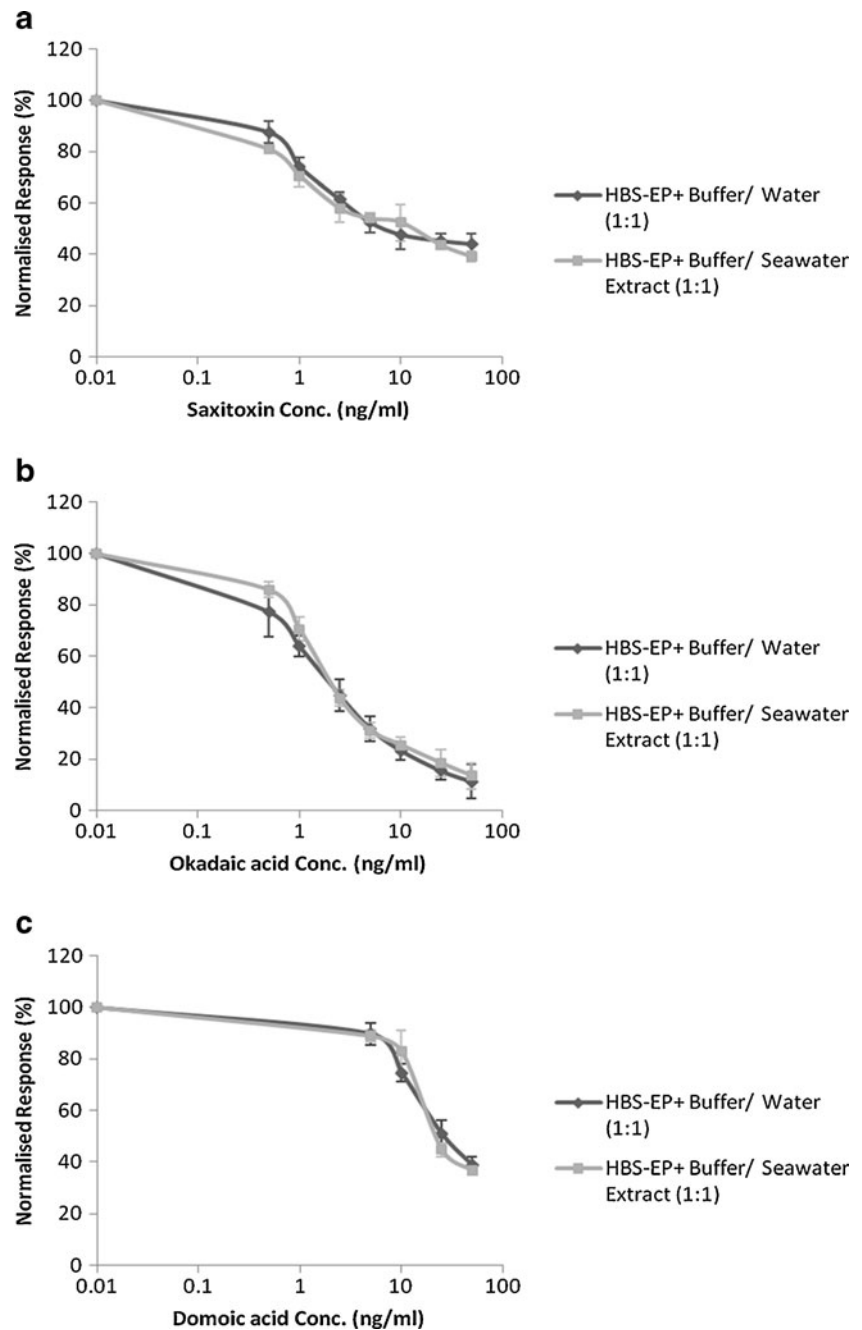 a
Normalised Response (%)
120
100
80
60
40
20
0
0.01 0.1 1 10 100
Saxitoxin Conc. (ng/ml)
HBS-EP+ Buffer/ Water
(1:1)
HBS-EP+ Buffer/ Seawater
Extract (1:1)
b
Normalised Response (%)
120
100
80
60
40
20
0
0.01 0.1 1 10 100
Okadaic acid Conc. (ng/ml)
HBS-EP+ Buffer/ Water
(1:1)
HBS-EP+ Buffer/ Seawater
Extract (1:1)
c
Normalised Response (%)
120
100
80
60
40
20
0
0.01 0.1 1 10 100
Domoic acid Conc. (ng/ml)
HBS-EP+ Buffer/ Water
(1:1)
HBS-EP+ Buffer/ Seawater
Extract (1:1)